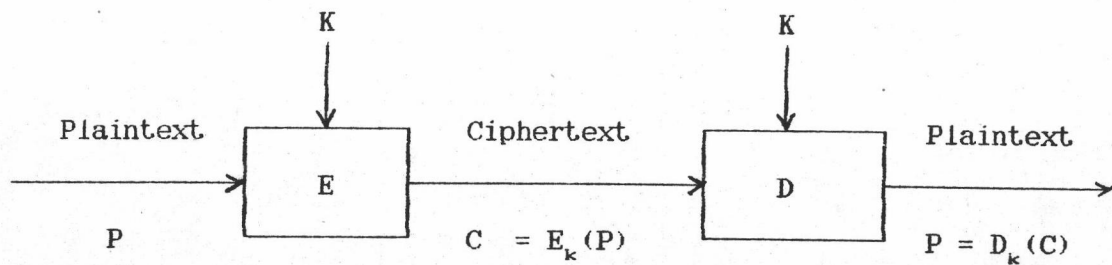 K K
Plaintext Ciphertext Plaintext
E D
P C = E_k(P) P = D_k(C)